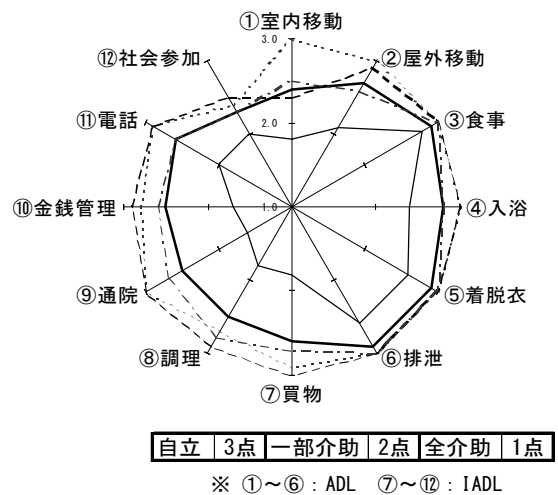 ①室内移動
3.0
②屋外移動
⑫社会参加
⑪電話
2.0
③食事
⑩金銭管理
1.0
④入浴
⑨通院
⑤着脱衣
⑧調理
⑥排泄
⑦買物
自立 3点 一部介助 2点 全介助 1点
※ ①～⑥：ADL ⑦～⑫：IADL